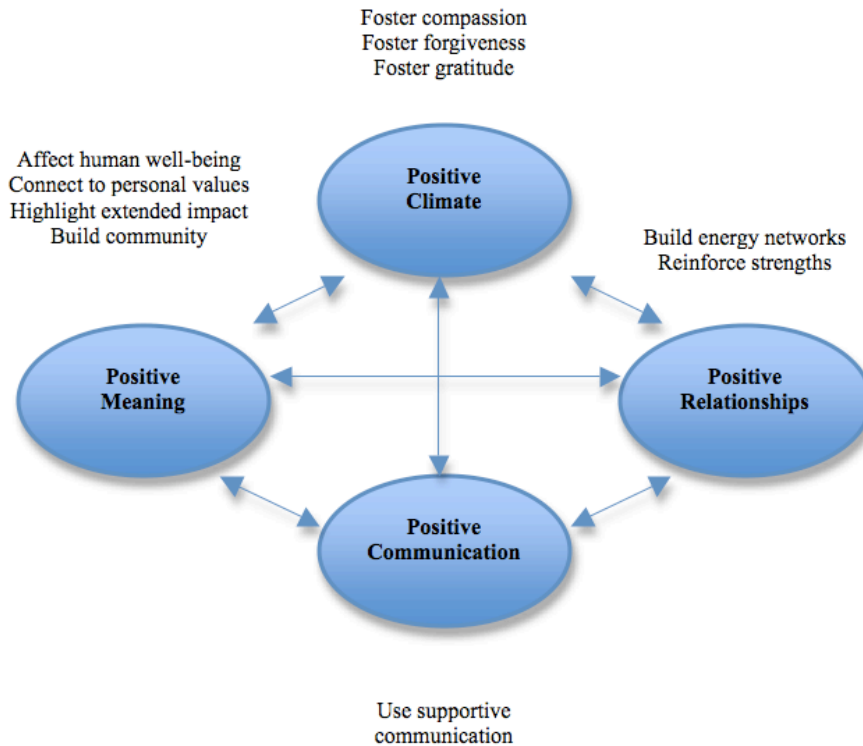 Foster compassion
Foster forgiveness
Foster gratitude
Positive
Climate
Affect human well-being
Connect to personal values
Highlight extended impact
Build community
Build energy networks
Reinforce strengths
Positive
Meaning
Positive
Relationships
Positive
Communication
Use supportive
communication